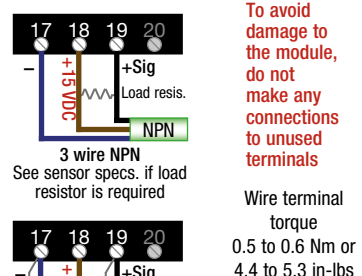 17 18 19 20
– + 15 VDC +Sig
Load resis.
NPN
3 wire NPN
See sensor specs. if load
resistor is required
17 18 19 20
– + +Sig
To avoid
damage to
the module,
do not
make any
connections
to unused
terminals
Wire terminal
torque
0.5 to 0.6 Nm or
4.4 to 5.3 in-lbs